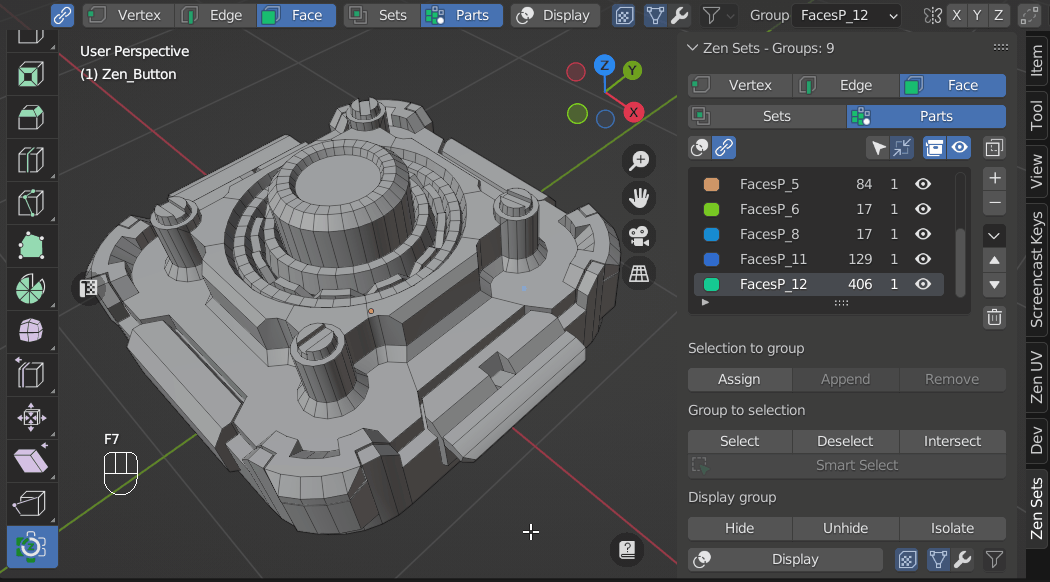 Vertex Edge Face Sets Parts Display Group FacesP_12 X Y Z
User Perspective
(1) Zen_Button
Z
Y
X
F7
Zen Sets - Groups: 9
Vertex Edge Face
Sets Parts
FacesP_5 84 1
FacesP_6 17 1
FacesP_8 17 1
FacesP_11 129 1
FacesP_12 406 1
Selection to group
Assign Append Remove
Group to selection
Select Deselect Intersect
Smart Select
Display group
Hide Unhide Isolate
Display
Item
Tool
View
Screencast Keys
Zen UV
Dev
Zen Sets